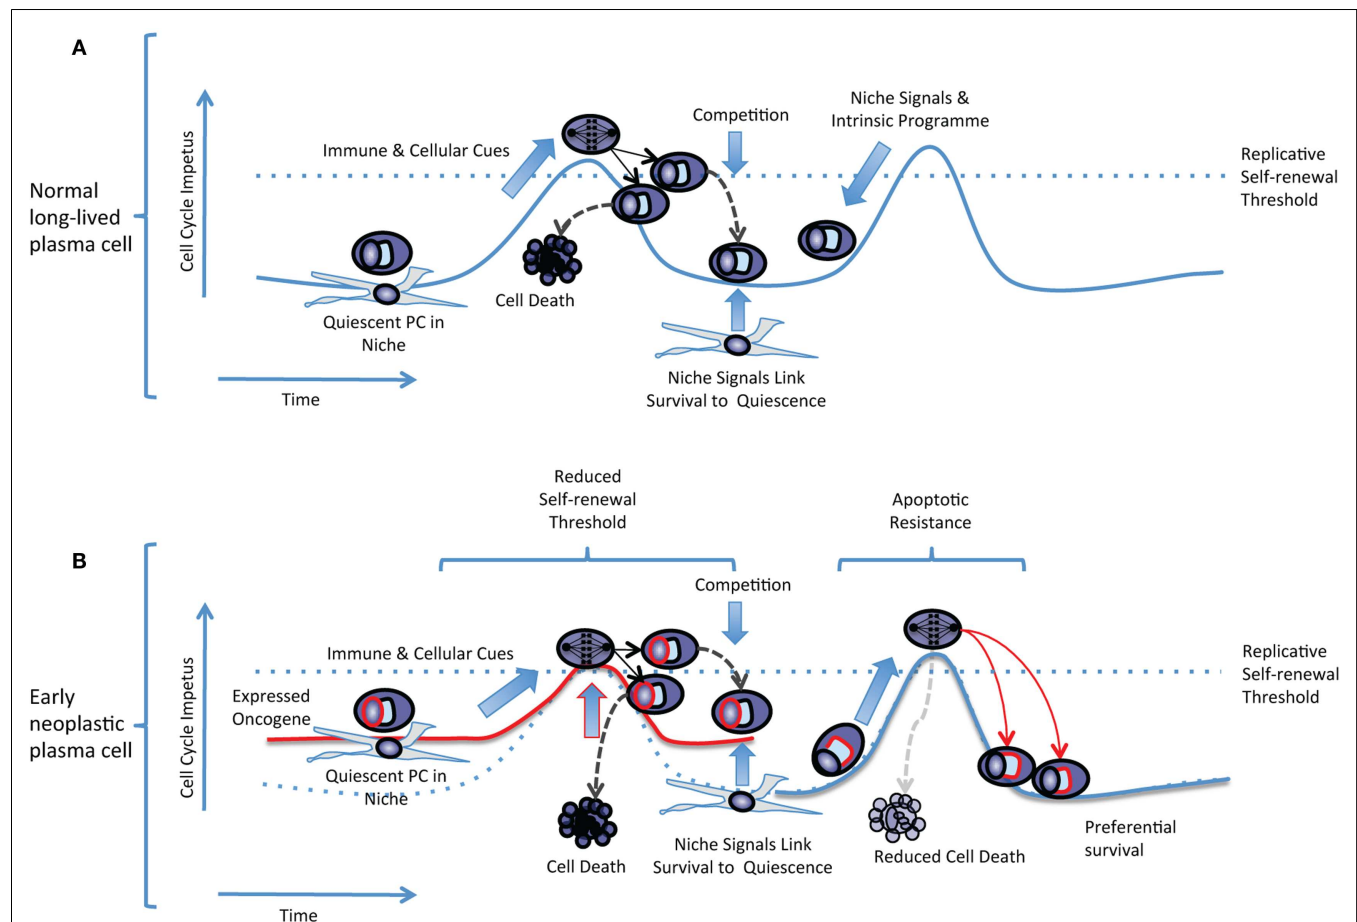 A
Normal
long-lived
plasma cell
Cell Cycle Impetus
Immune & Cellular Cues
Competition
Niche Signals &
Intrinsic Programme
Replicative
Self-renewal
Threshold
Cell Death
Quiescent PC in
Niche
Niche Signals Link
Survival to Quiescence
Time
Reduced
Self-renewal
Threshold
Apoptotic
Resistance
B
Early
neoplastic
plasma cell
Cell Cycle Impetus
Competition
Immune & Cellular Cues
Expressed
Oncogene
Replicative
Self-renewal
Threshold
Quiescent PC in
Niche
Cell Death
Niche Signals Link
Survival to Quiescence
Reduced Cell Death
Preferential
survival
Time